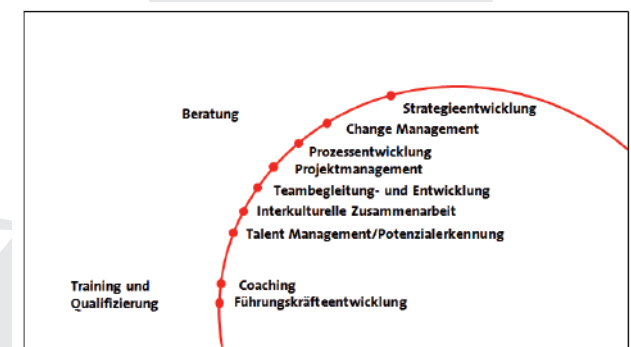 Strategieentwicklung
Beratung
Change Management
Prozessentwicklung
Projektmanagement
Teambegleitung- und Entwicklung
Interkulturelle Zusammenarbeit
Talent Management/Potenzialerkennung
Training und
Qualifizierung
Coaching
Führungskräfteentwicklung